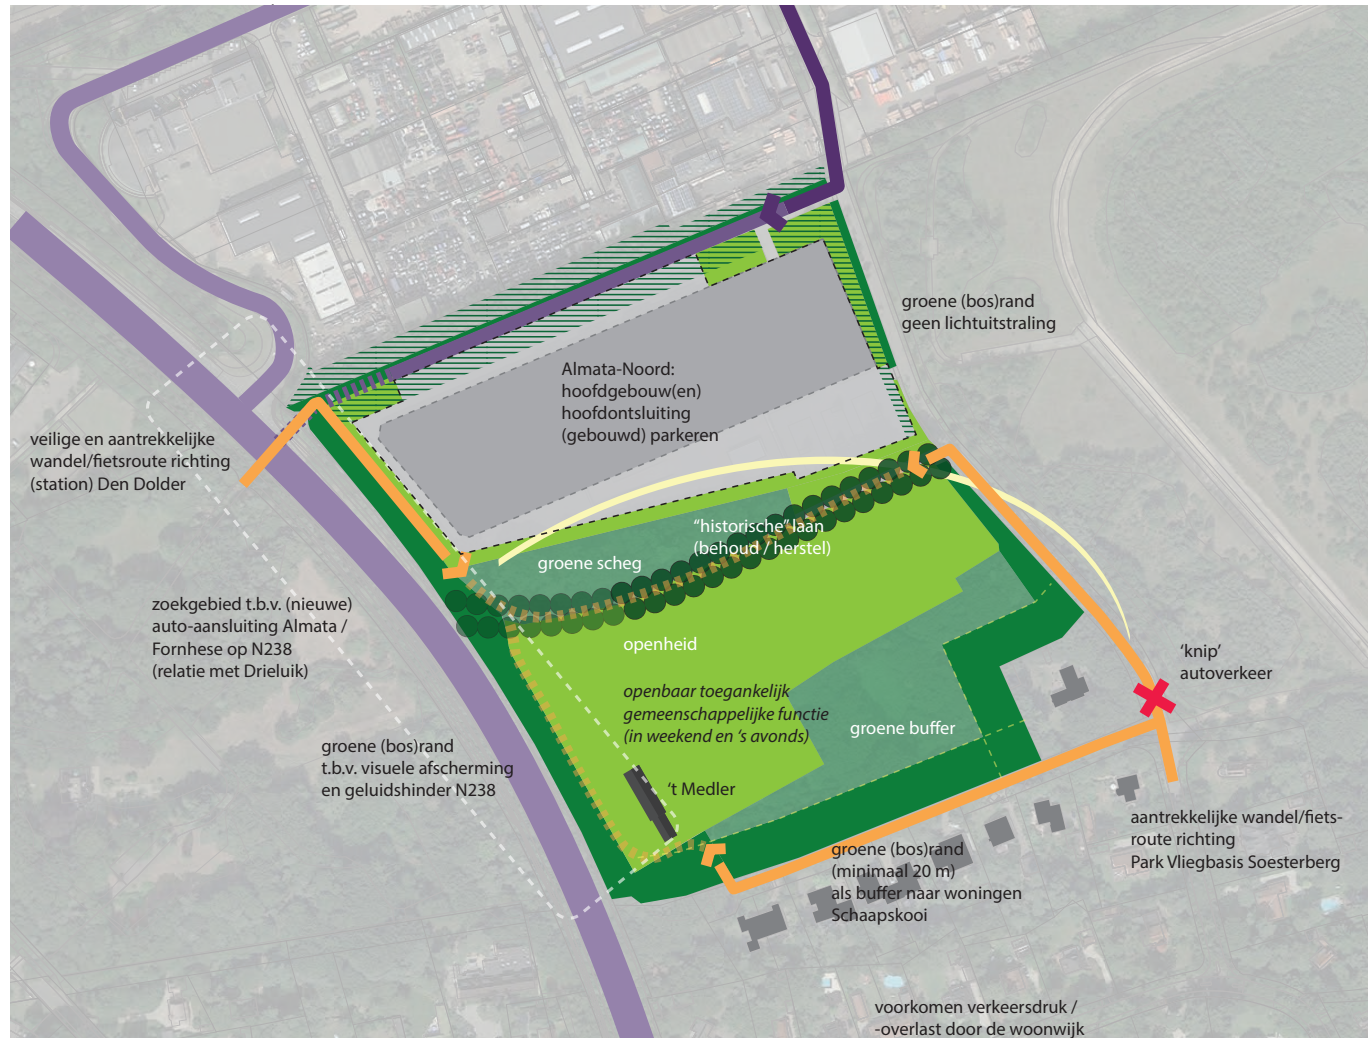 groene (bos)rand
geen lichtuitstraling
Almata-Noord:
hoofdgebouw(en)
hoofdontsluiting
(gebouwd) parkeren
veilige en aantrekkelijke
wandel/fietsroute richting
(station) Den Dolder
“historische” laan
(behoud / herstel)
groene scheg
zoekgebied t.b.v. (nieuwe)
auto-aansluiting Almata /
Fornhese op N238
(relatie met Drieluik)
openheid
‘knip’
autoverkeer
openbaar toegankelijk
gemeenschappelijke functie
(in weekend en ‘s avonds)
groene buffer
groene (bos)rand
t.b.v. visuele afscherming
en geluidshinder N238
‘t Medler
aantrekkelijke wandel/fiets-
route richting
Park Vliegbasis Soesterberg
groene (bos)rand
(minimaal 20 m)
als buffer naar woningen
Schaapskooi
voorkomen verkeersdruk /
-overlast door de woonwijk